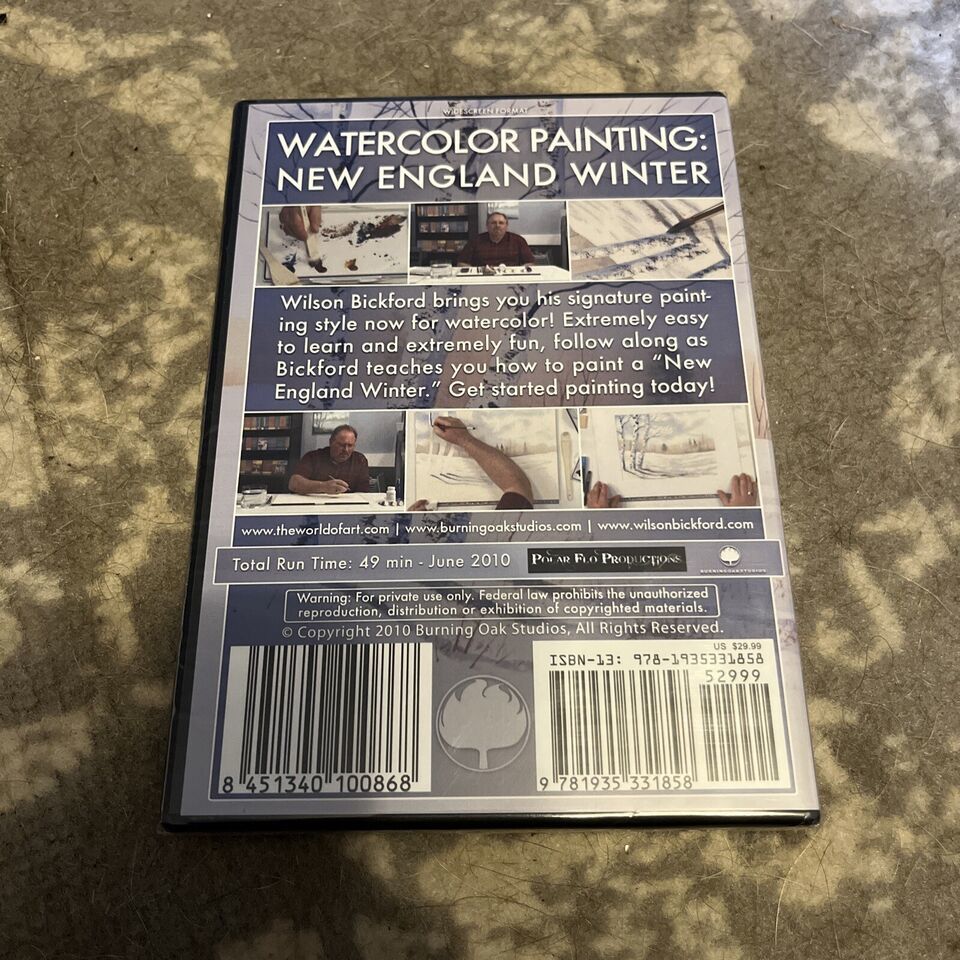 WIDESCREEN FORMAT
WATERCOLOR PAINTING:
NEW ENGLAND WINTER
Wilson Bickford brings you his signature paint-
ing style now for watercolor! Extremely easy
to learn and extremely fun, follow along as
Bickford teaches you how to paint a “New
England Winter.” Get started painting today!
www.theworldofart.com | www.burningoakstudios.com | www.wilsonbickford.com
Total Run Time: 49 min - June 2010 POLAR FLO PRODUCTIONS
BURNINGOAKSTUDIOS
Warning: For private use only. Federal law prohibits the unauthorized
reproduction, distribution or exhibition of copyrighted materials.
© Copyright 2010 Burning Oak Studios, All Rights Reserved.
8 451340 100868
US $29.99
ISBN-13: 978-1935331858
52999
9 781935 331858